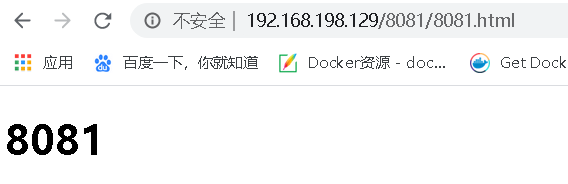 不安全 | 192.168.198.129/8081/8081.html
应用 百度一下，你就知道 Docker资源 - doc... Get Dock
8081